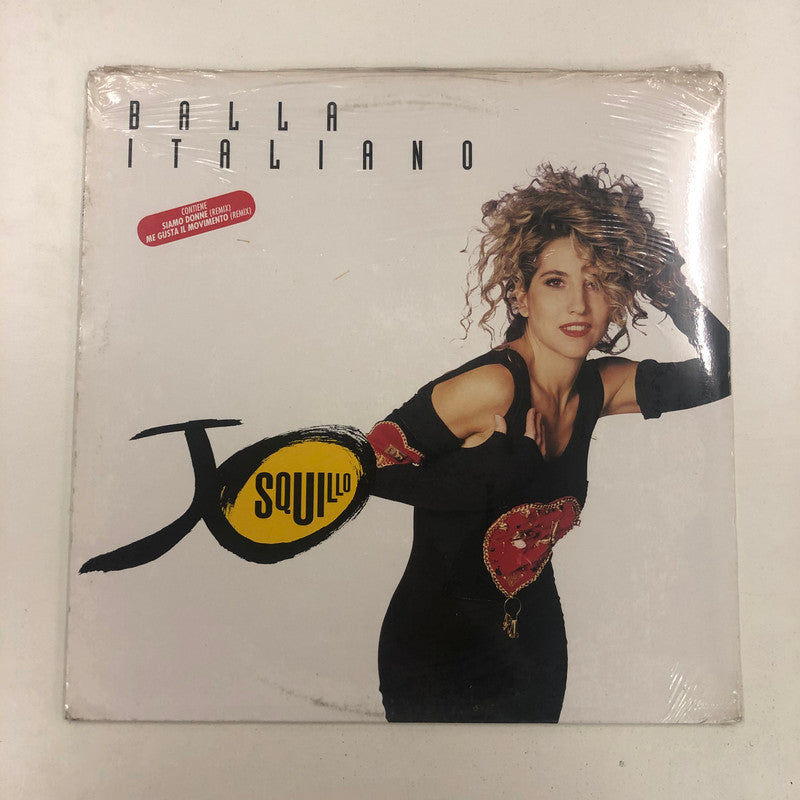 BALLA
ITALIANO
CONTIENE
SIAMO DONNE (REMIX)
ME GUSTA IL MOVIMENTO (REMIX)
JO
SQUILLO